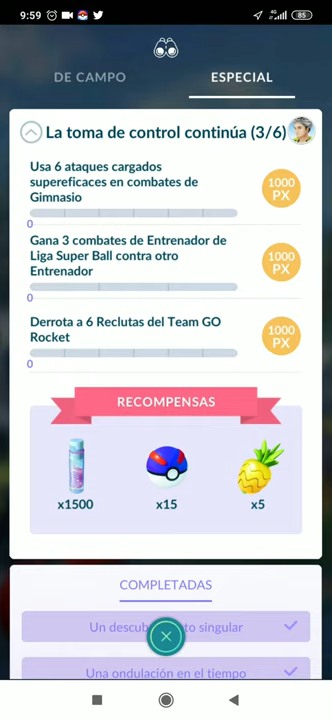 9:59
4G
85
DE CAMPO
ESPECIAL
La toma de control continúa (3/6)
Usa 6 ataques cargados
supereficaces en combates de
Gimnasio
1000
PX
0
Gana 3 combates de Entrenador de
Liga Super Ball contra otro
Entrenador
1000
PX
0
Derrota a 6 Reclutas del Team GO
Rocket
1000
PX
0
RECOMPENSAS
x1500
x15
x5
COMPLETADAS
Un singular
Una ondulación en el tiempo